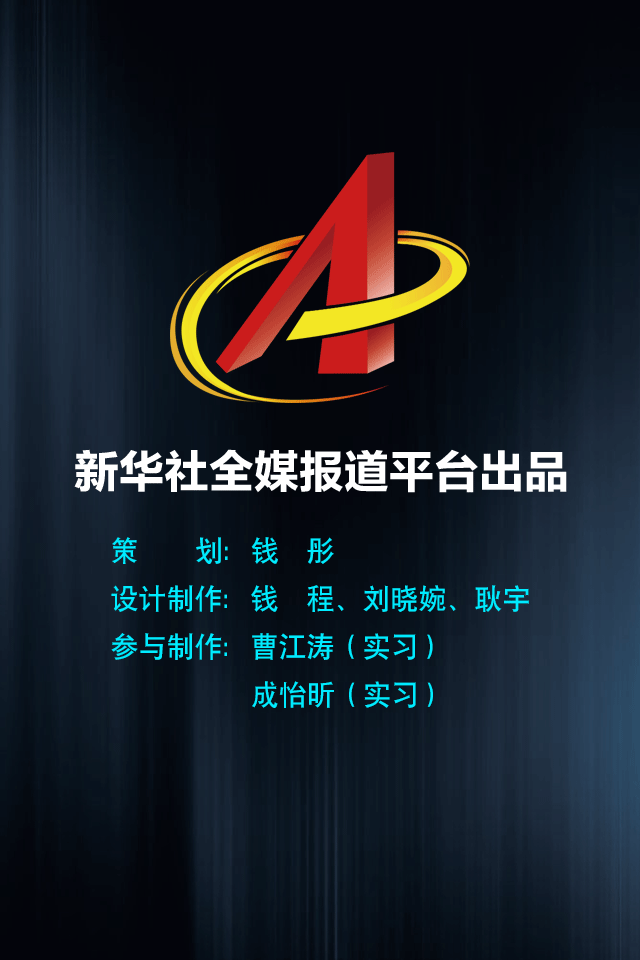 新华社全媒报道平台出品
策　　划:　钱　彤
设计制作:　钱　程、刘晓婉、耿宇
参与制作:　曹江涛（实习）
成怡昕（实习）